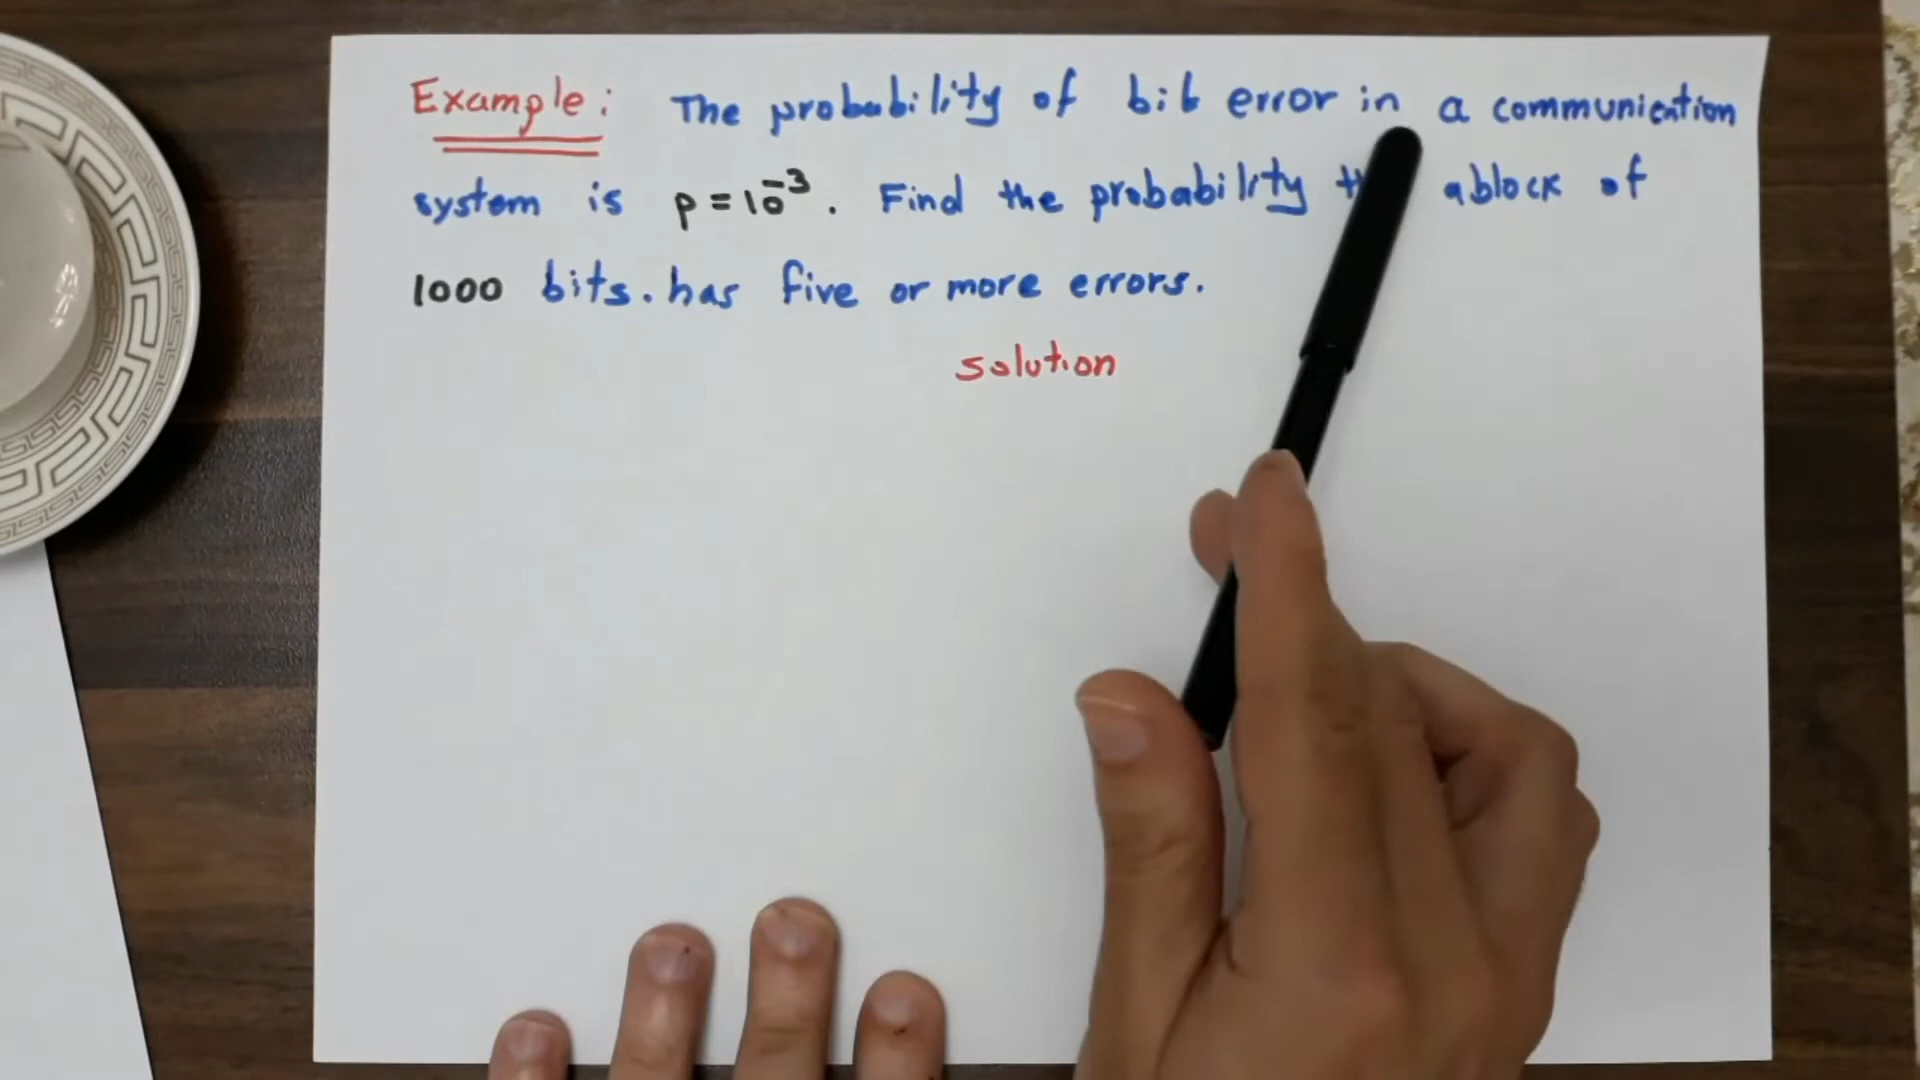 Example: The probability of bit error in a communication
system is p = 10⁻³. Find the probability a block of
1000 bits. has five or more errors.
solution